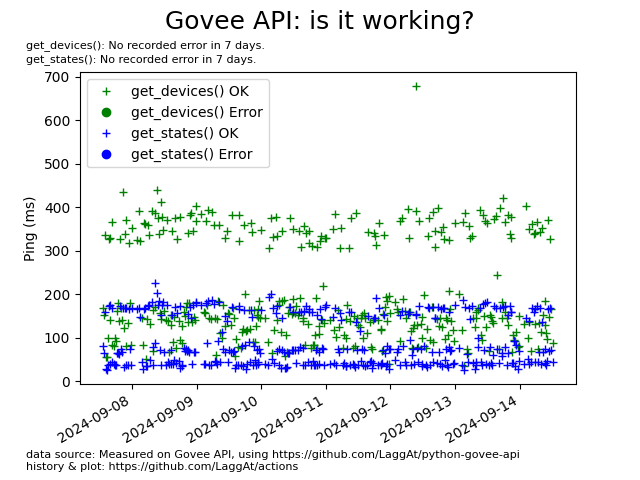 Govee API: is it working?
get_devices(): No recorded error in 7 days.
get_states(): No recorded error in 7 days.
700
600
500
400
300
200
100
0
Ping (ms)
get_devices() OK
get_devices() Error
get_states() OK
get_states() Error
2024-09-08
2024-09-09
2024-09-10
2024-09-11
2024-09-12
2024-09-13
2024-09-14
data source: Measured on Govee API, using https://github.com/LaggAt/python-govee-api
history & plot: https://github.com/LaggAt/actions